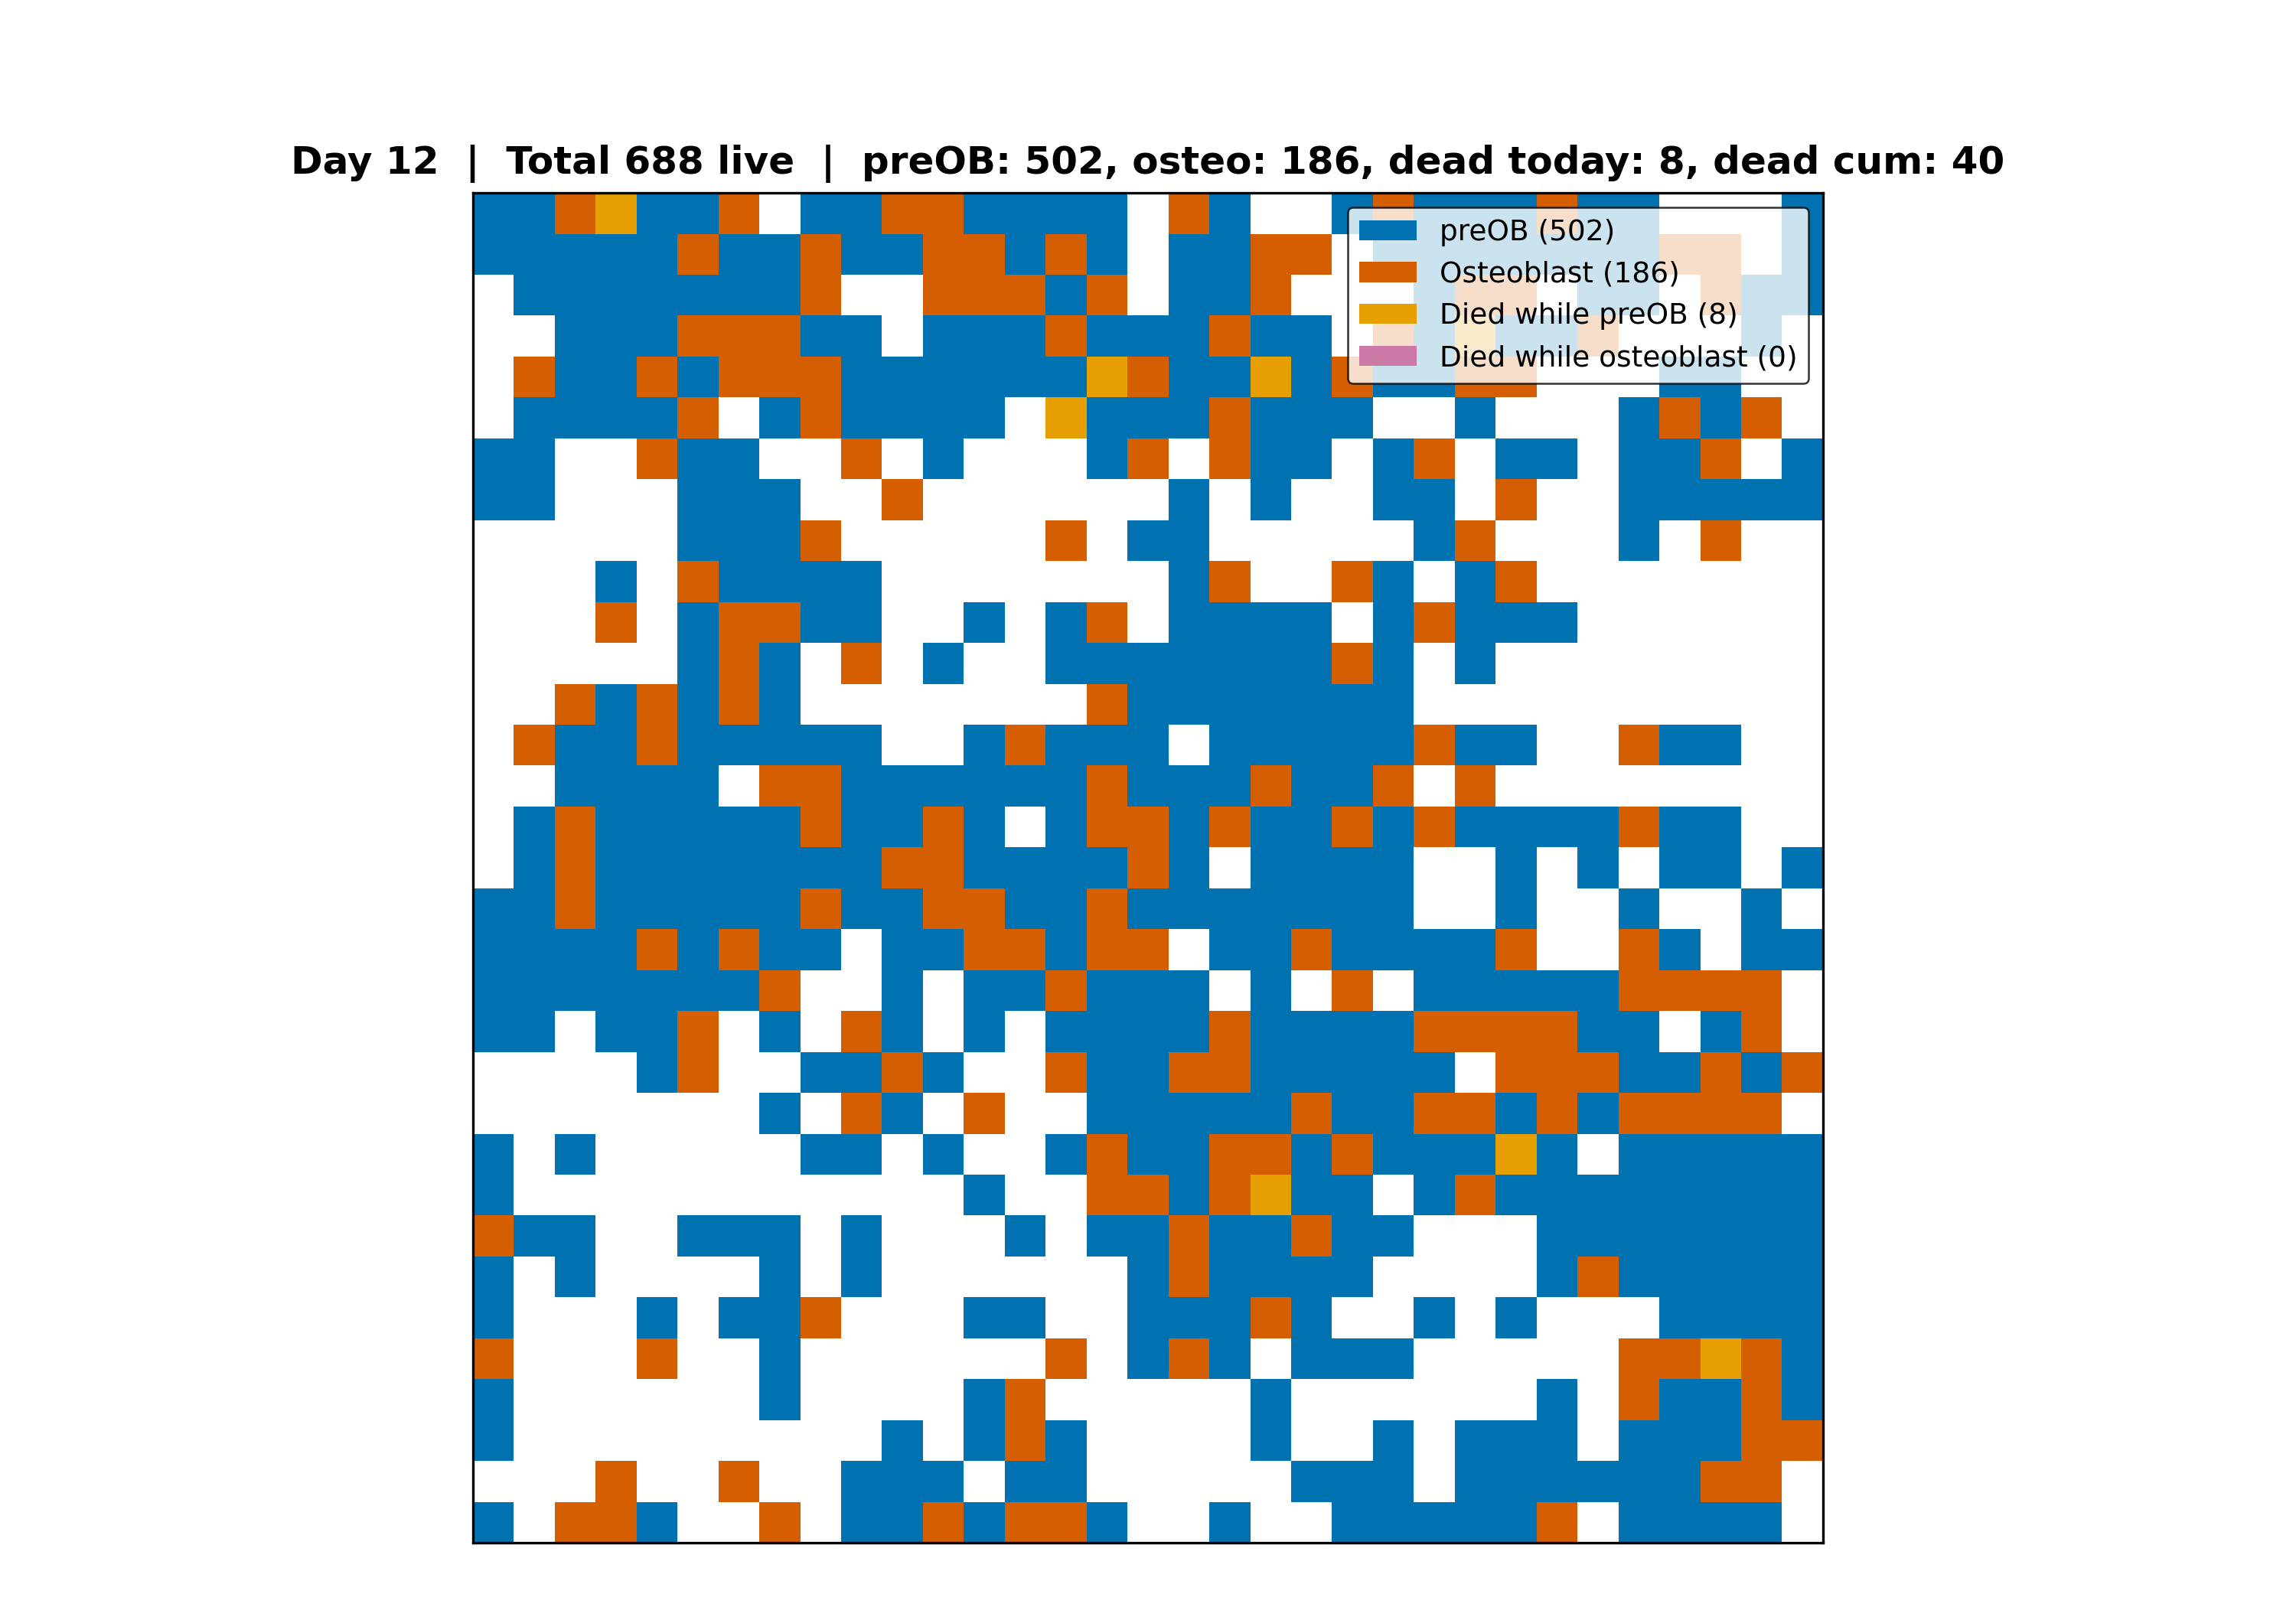 Day 12 | Total 688 live | preOB: 502, osteo: 186, dead today: 8, dead cum: 40
preOB (502)
Osteoblast (186)
Died while preOB (8)
Died while osteoblast (0)